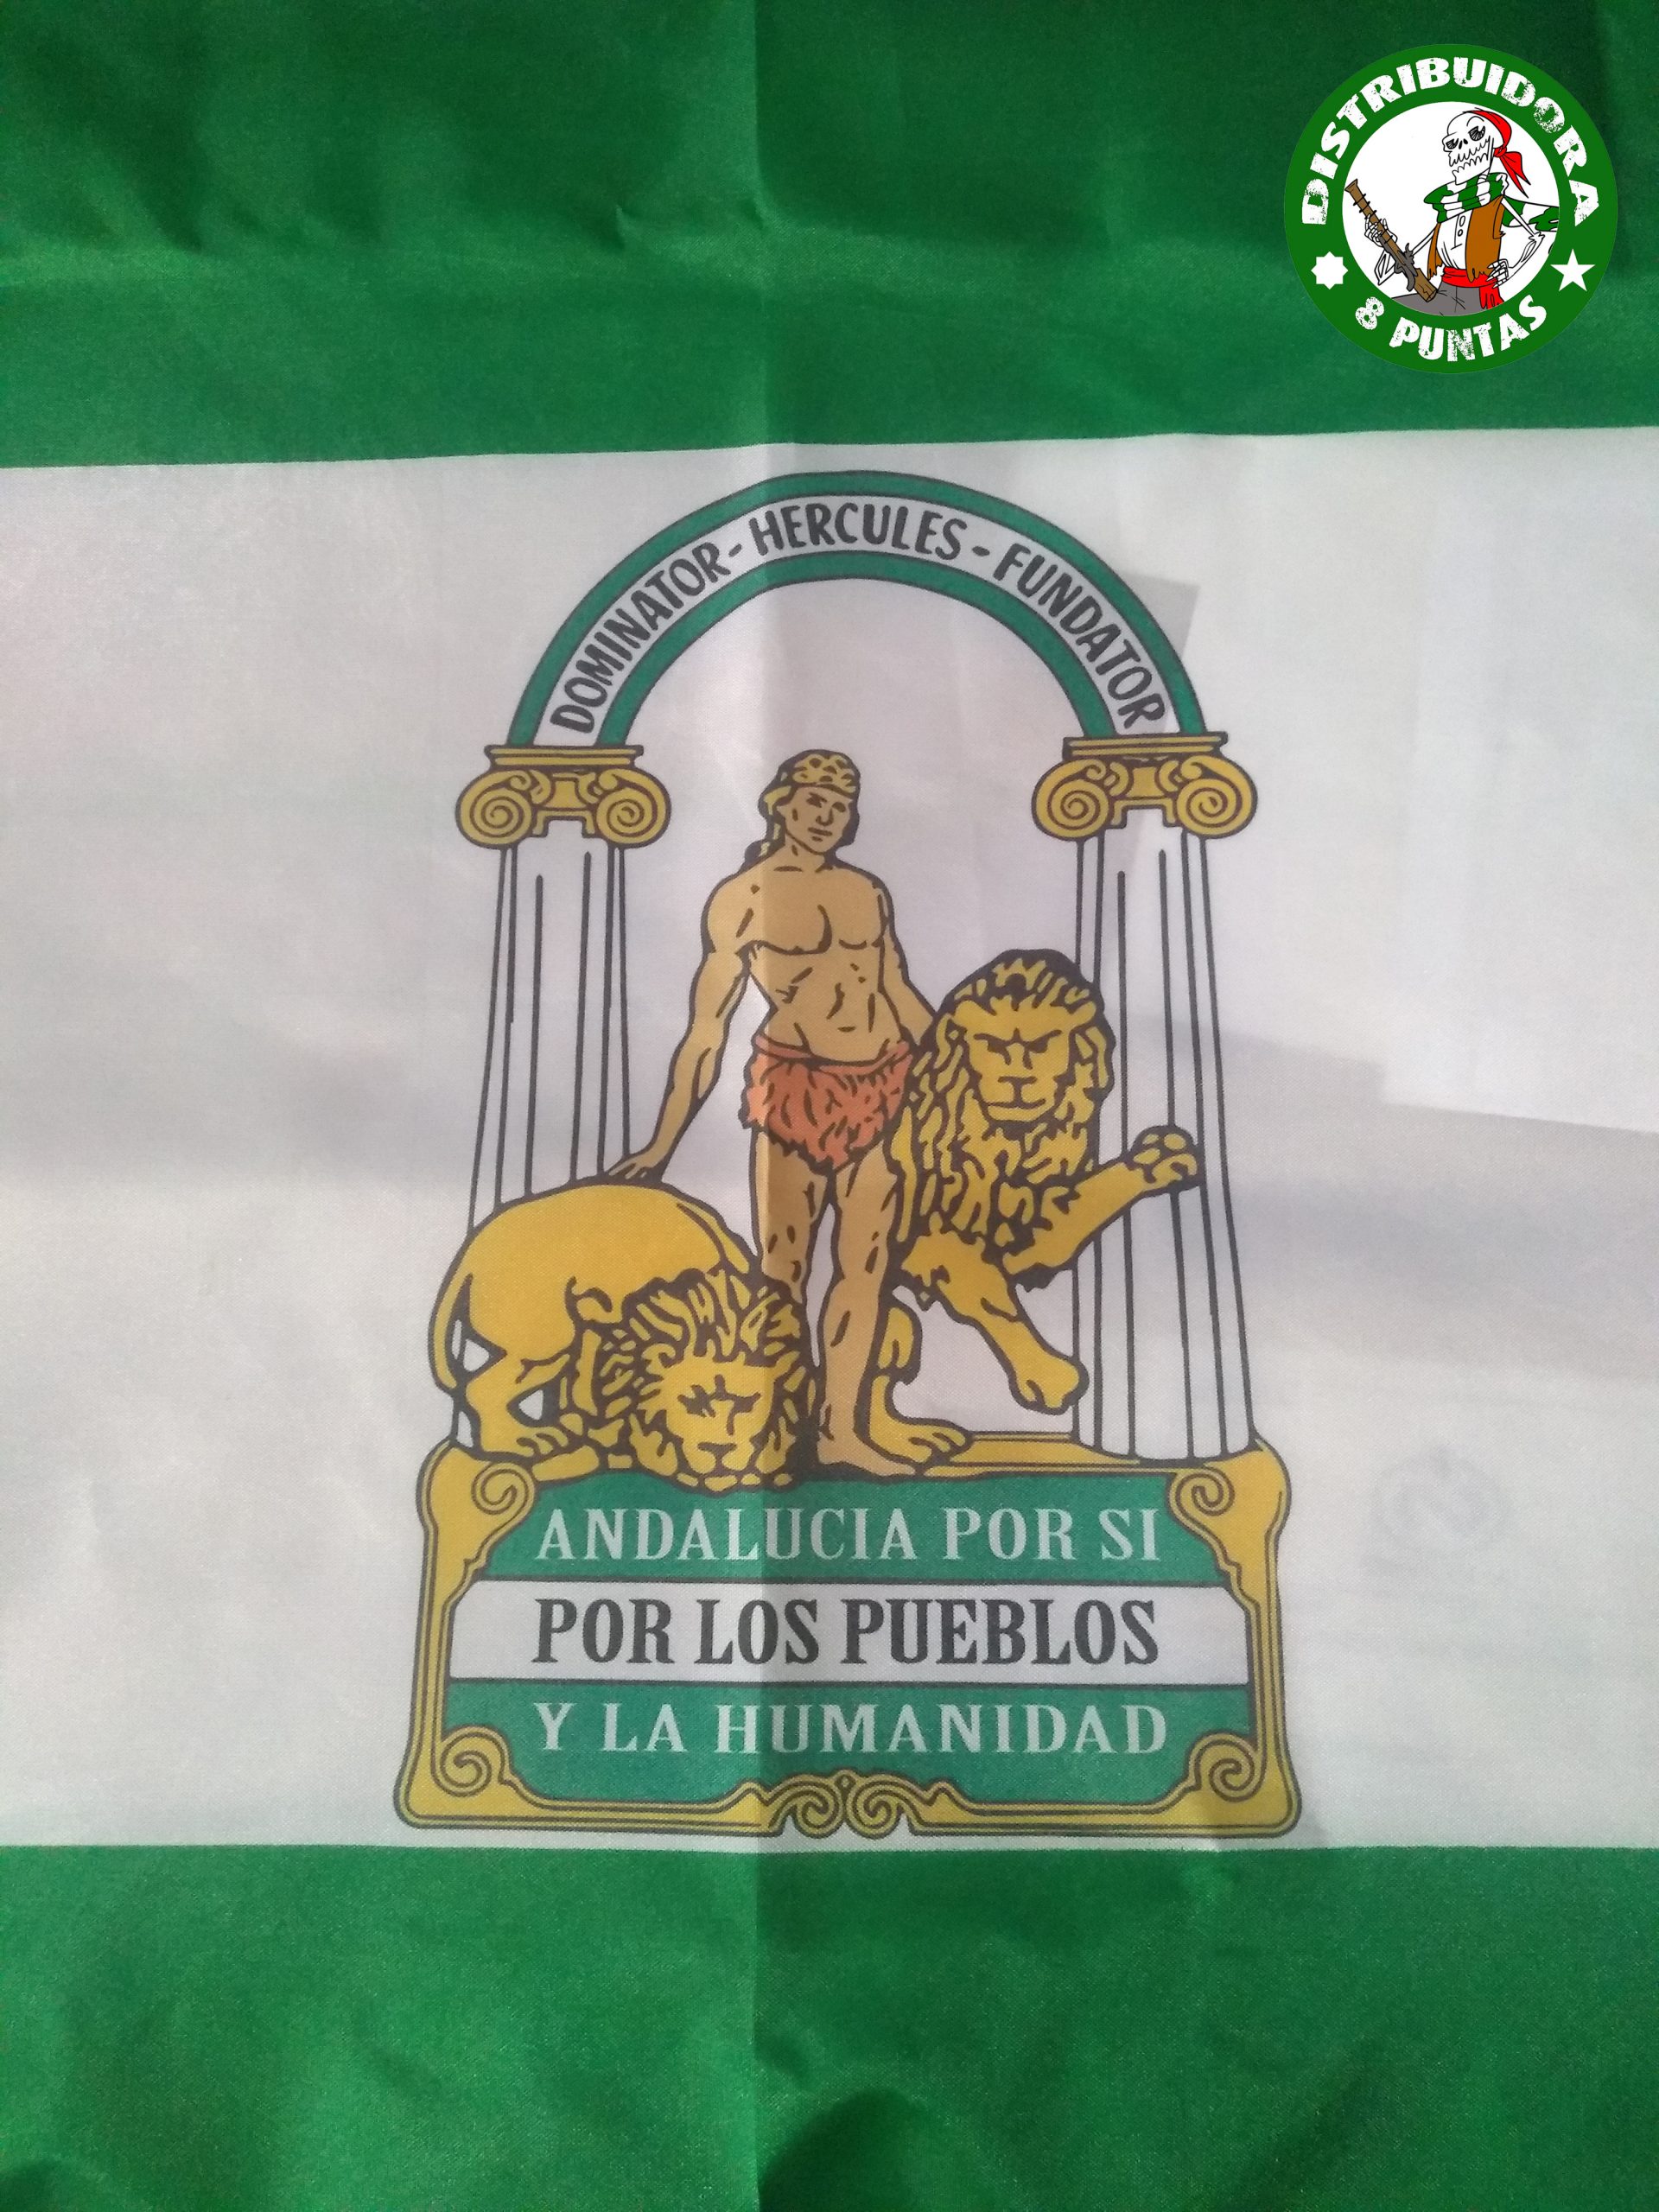 DISTRIBUIDORA
8 PUNTAS
DOMINATOR - HERCULES - FUNDATOR
ANDALUCIA POR SI
POR LOS PUEBLOS
Y LA HUMANIDAD